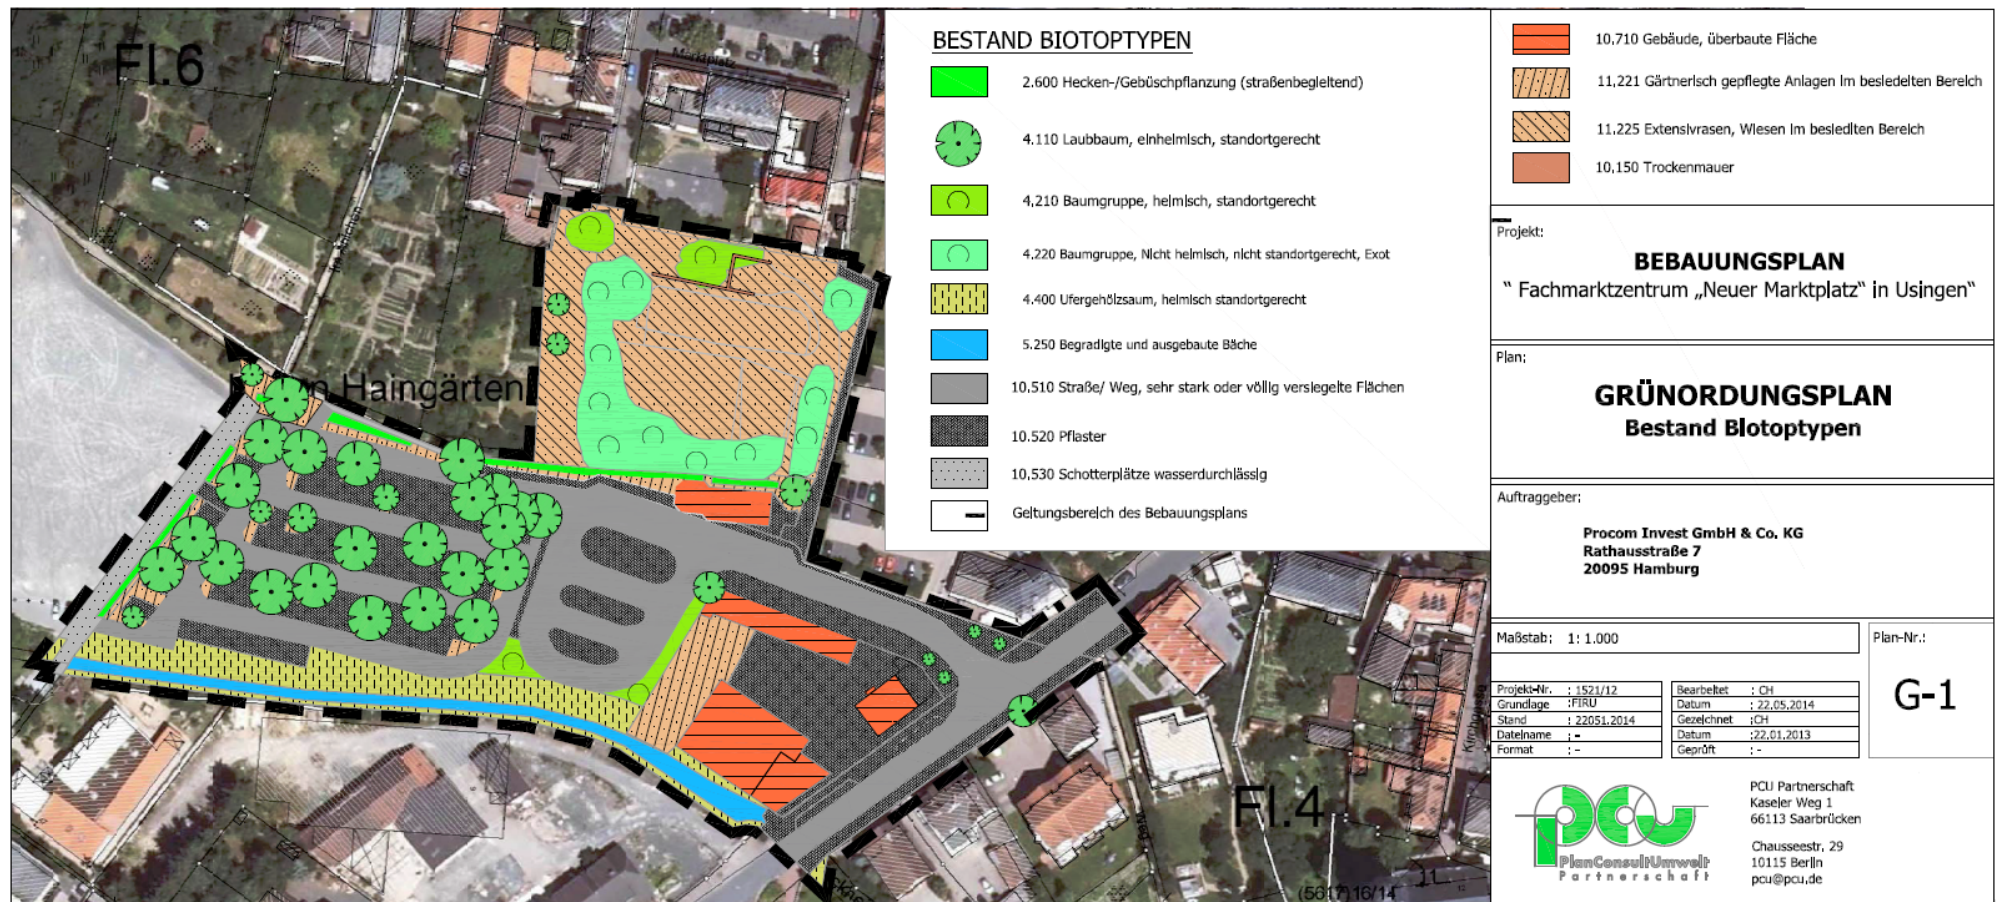 Fl.6
Marktplatz
Haingärten
Fl.4
(5617)16/14
11
12
BESTAND BIOTOPTYPEN
2.600 Hecken-/Gebüschpflanzung (straßenbegleitend)
4.110 Laubbaum, einheimisch, standortgerecht
4.210 Baumgruppe, heimisch, standortgerecht
4.220 Baumgruppe, Nicht heimisch, nicht standortgerecht, Exot
4.400 Ufergehölzsaum, heimisch standortgerecht
5.250 Begradigte und ausgebaute Bäche
10.510 Straße/ Weg, sehr stark oder völlig versiegelte Flächen
10.520 Pflaster
10.530 Schotterplätze wasserdurchlässig
Geltungsbereich des Bebauungsplans
10.710 Gebäude, überbaute Fläche
11.221 Gärtnerisch gepflegte Anlagen im besiedelten Bereich
11.225 Extensivrasen, Wiesen im besiedlten Bereich
10.150 Trockenmauer
Projekt:
BEBAUUNGSPLAN
“ Fachmarktzentrum „Neuer Marktplatz“ in Usingen“
Plan:
GRÜNORDUNGSPLAN
Bestand Biotoptypen
Auftraggeber:
Procom Invest GmbH & Co. KG
Rathausstraße 7
20095 Hamburg
Maßstab: 1: 1.000
Plan-Nr.:
G-1
Projekt-Nr. : 1521/12
Grundlage :FIRU
Stand : 22051.2014
Dateiname : -
Format : -
Bearbeitet : CH
Datum : 22.05.2014
Gezeichnet :CH
Datum :22.01.2013
Geprüft : -
pcu
PlanConsultUmwelt
Partnerschaft
PCU Partnerschaft
Kaseler Weg 1
66113 Saarbrücken
Chausseestr. 29
10115 Berlin
pcu@pcu.de